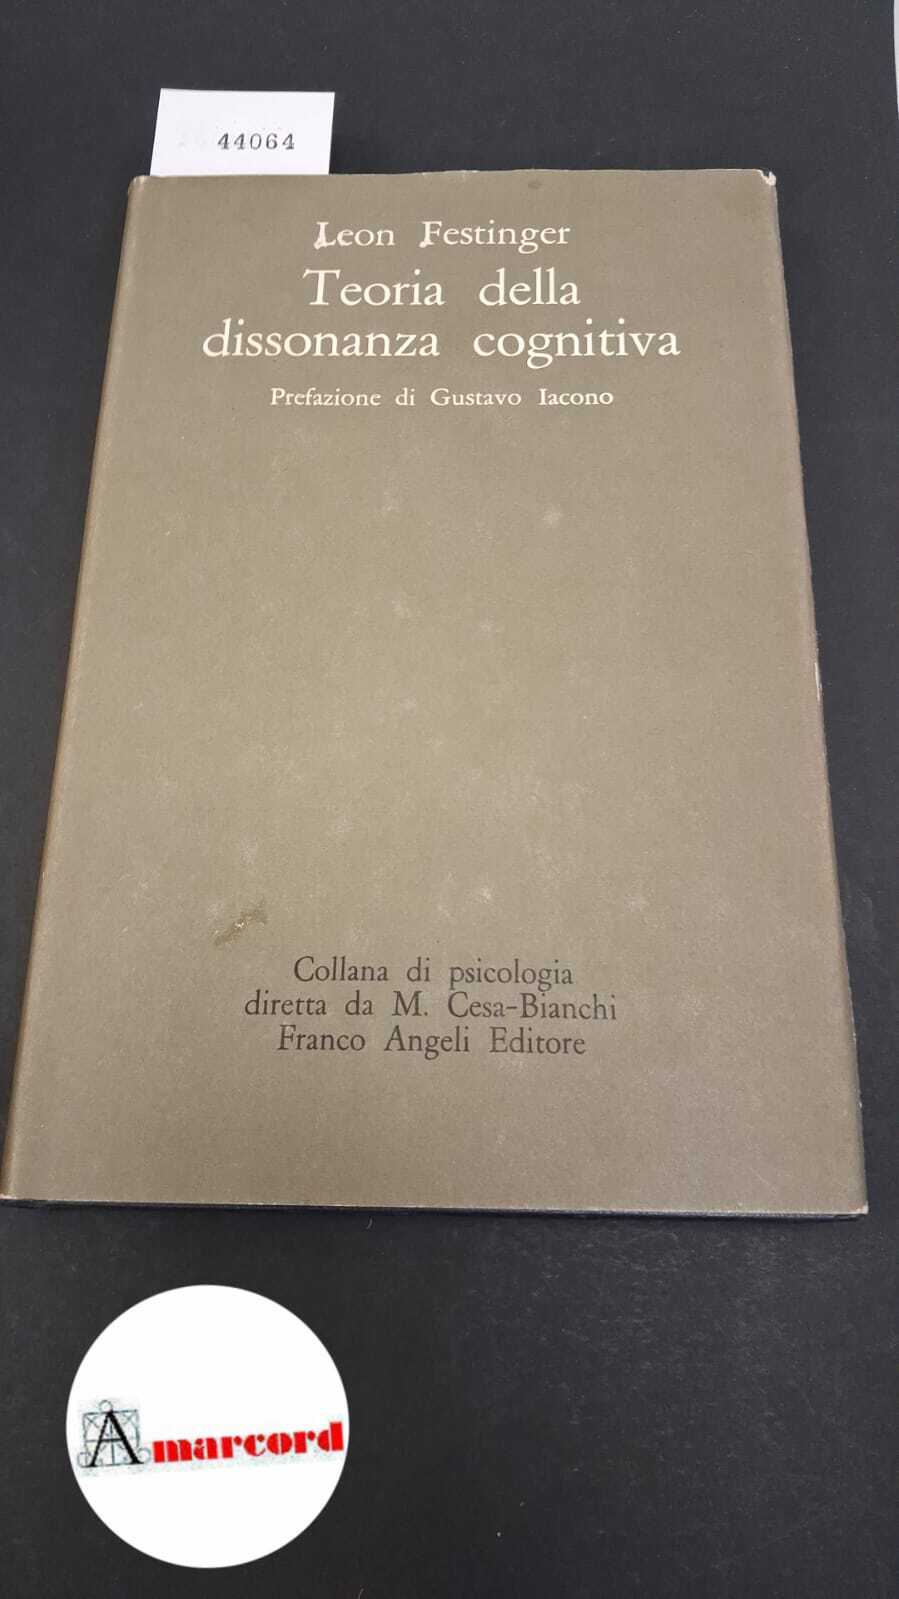 44064
Leon Festinger
Teoria della
dissonanza cognitiva
Prefazione di Gustavo Iacono
Collana di psicologia
diretta da M. Cesa-Bianchi
Franco Angeli Editore
Amarcord